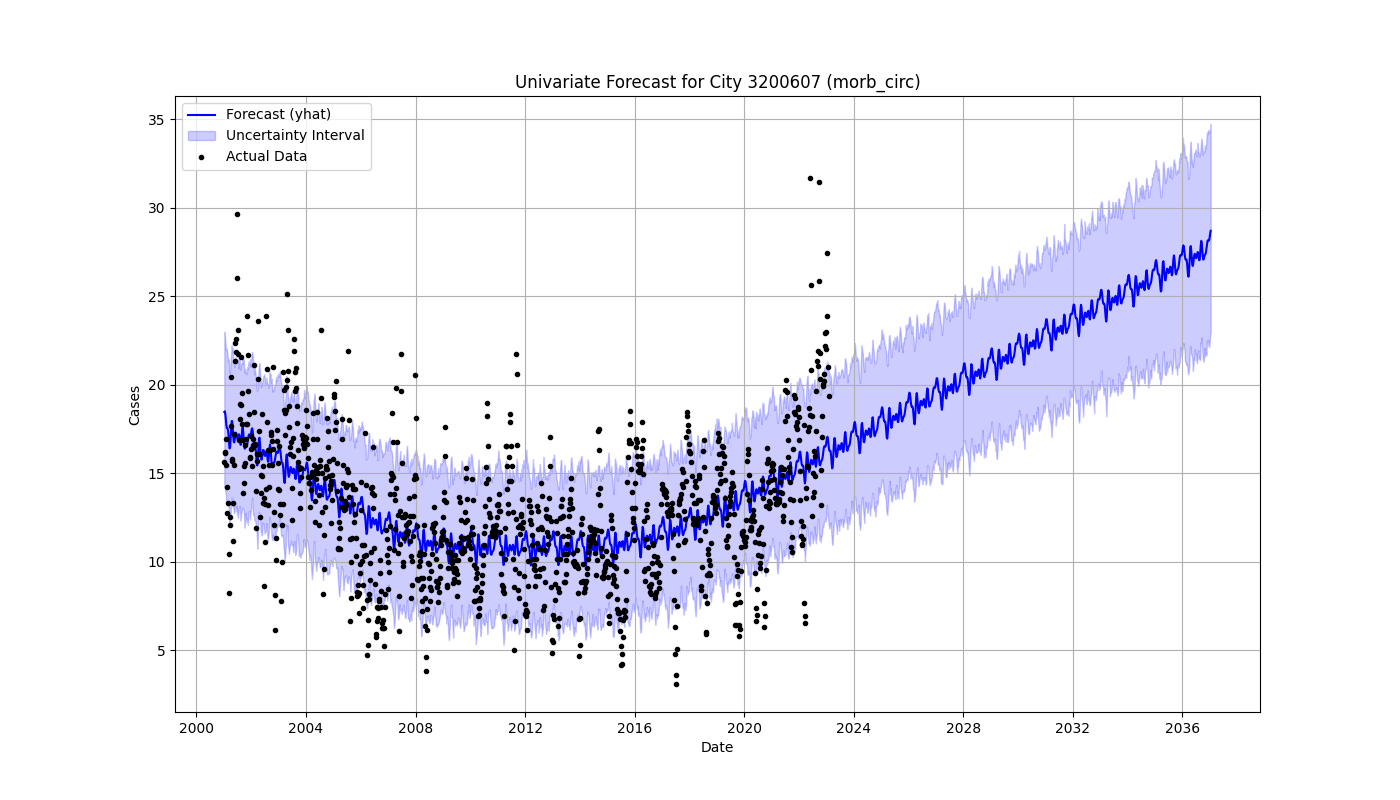 Univariate Forecast for City 3200607 (morb_circ)
Forecast (yhat)
Uncertainty Interval
Actual Data
35
30
25
20
15
10
5
Cases
2000 2004 2008 2012 2016 2020 2024 2028 2032 2036
Date